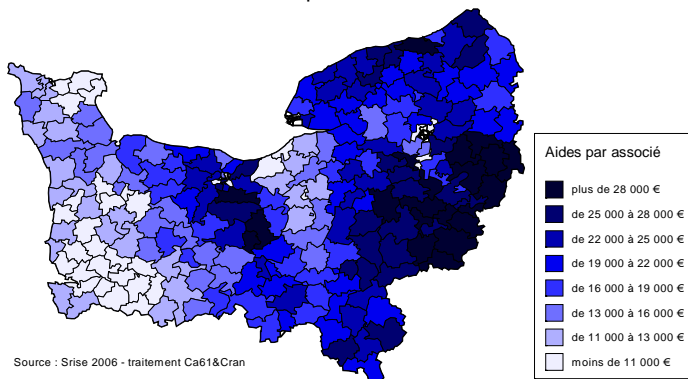 Aides par associé
plus de 28 000 €
de 25 000 à 28 000 €
de 22 000 à 25 000 €
de 19 000 à 22 000 €
de 16 000 à 19 000 €
de 13 000 à 16 000 €
de 11 000 à 13 000 €
moins de 11 000 €
Source : Srise 2006 - traitement Ca61&Cran